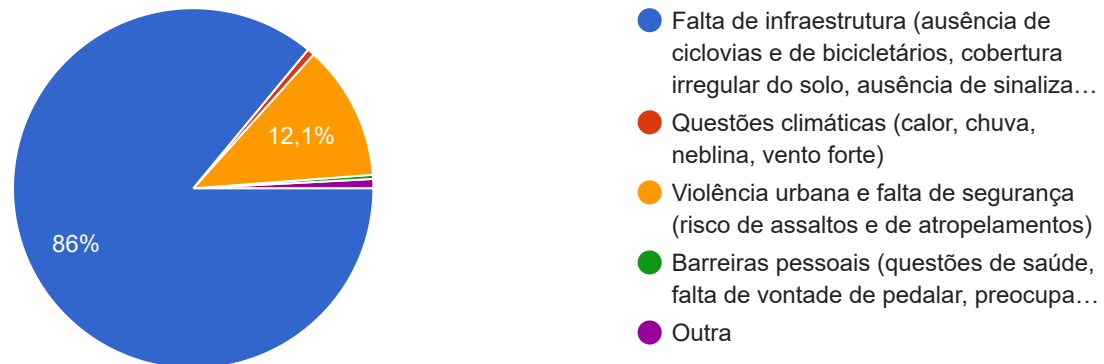 12,1%
86%
Falta de infraestrutura (ausência de
ciclovias e de bicicletários, cobertura
irregular do solo, ausência de sinaliza…
Questões climáticas (calor, chuva,
neblina, vento forte)
Violência urbana e falta de segurança
(risco de assaltos e de atropelamentos)
Barreiras pessoais (questões de saúde,
falta de vontade de pedalar, preocupa…
Outra